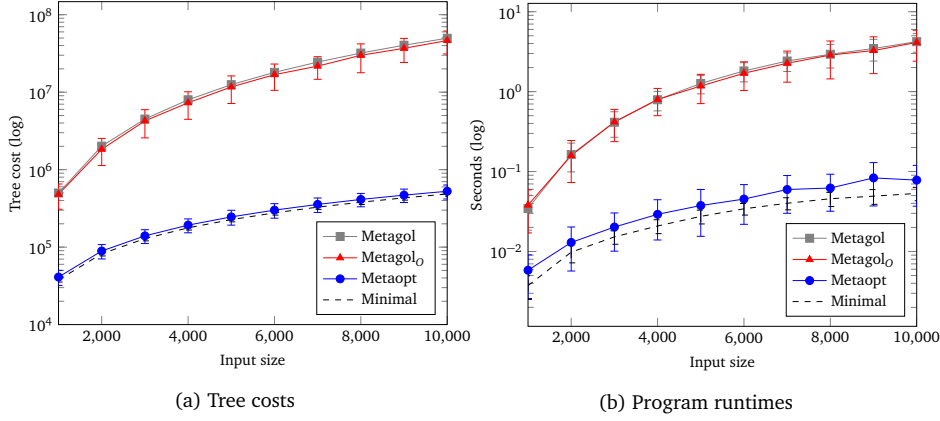 10^8
10^7
10^6
10^5
10^4
Tree cost (log)
2,000 4,000 6,000 8,000 10,000
Input size
Metagol
Metagol_O
Metaopt
Minimal
(a) Tree costs
10^1
10^0
10^−1
10^−2
Seconds (log)
2,000 4,000 6,000 8,000 10,000
Input size
Metagol
Metagol_O
Metaopt
Minimal
(b) Program runtimes